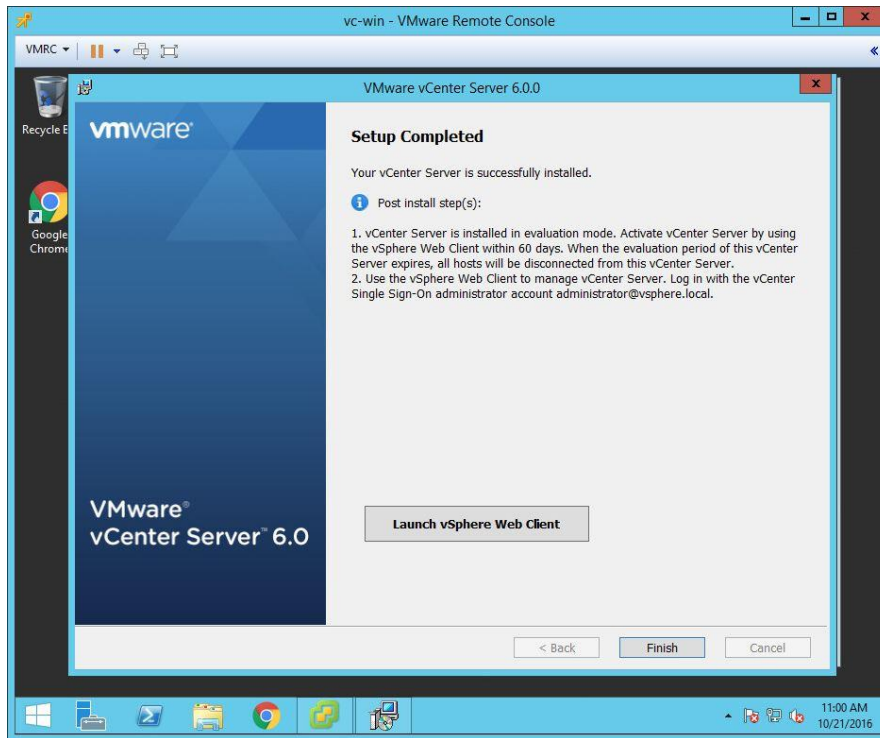 vc-win - VMware Remote Console
VMRC
VMware vCenter Server 6.0.0
Recycle
vmware
Setup Completed
Your vCenter Server is successfully installed.
Post install step(s):
1. vCenter Server is installed in evaluation mode. Activate vCenter Server by using
the vSphere Web Client within 60 days. When the evaluation period of this vCenter
Server expires, all hosts will be disconnected from this vCenter Server.
2. Use the vSphere Web Client to manage vCenter Server. Log in with the vCenter
Single Sign-On administrator account administrator@vsphere.local.
Google
Chrome
VMware®
vCenter Server™ 6.0
Launch vSphere Web Client
< Back
Finish
Cancel
11:00 AM
10/21/2016